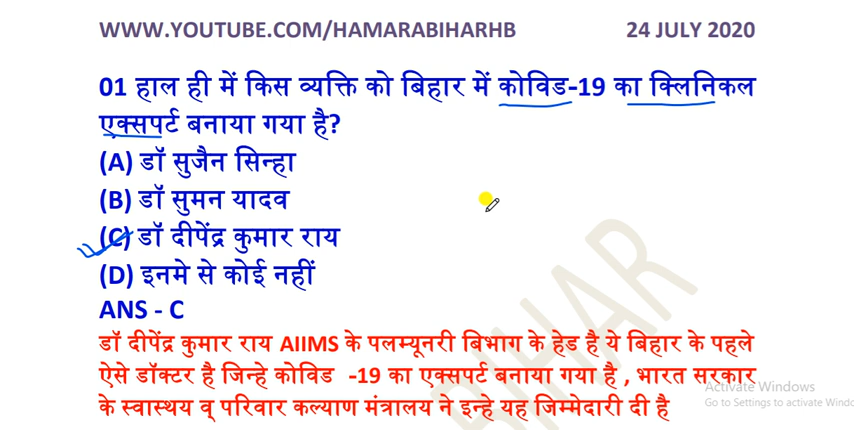 WWW.YOUTUBE.COM/HAMARABIHARHB 24 JULY 2020
01 हाल ही में किस व्यक्ति को बिहार में कोविड-19 का क्लिनिकल
एक्सपर्ट बनाया गया है?
(A) डॉ सुजैन सिन्हा
(B) डॉ सुमन यादव
(C) डॉ दीपेंद्र कुमार राय
(D) इनमे से कोई नहीं
ANS - C
डॉ दीपेंद्र कुमार राय AIIMS के पलम्यूनरी बिभाग के हेड है ये बिहार के पहले
ऐसे डॉक्टर है जिन्हे कोविड -19 का एक्सपर्ट बनाया गया है , भारत सरकार
के स्वास्थय व् परिवार कल्याण मंत्रालय ने इन्हे यह जिम्मेदारी दी है
BIHAR
Activate Windows
Go to Settings to activate Windo